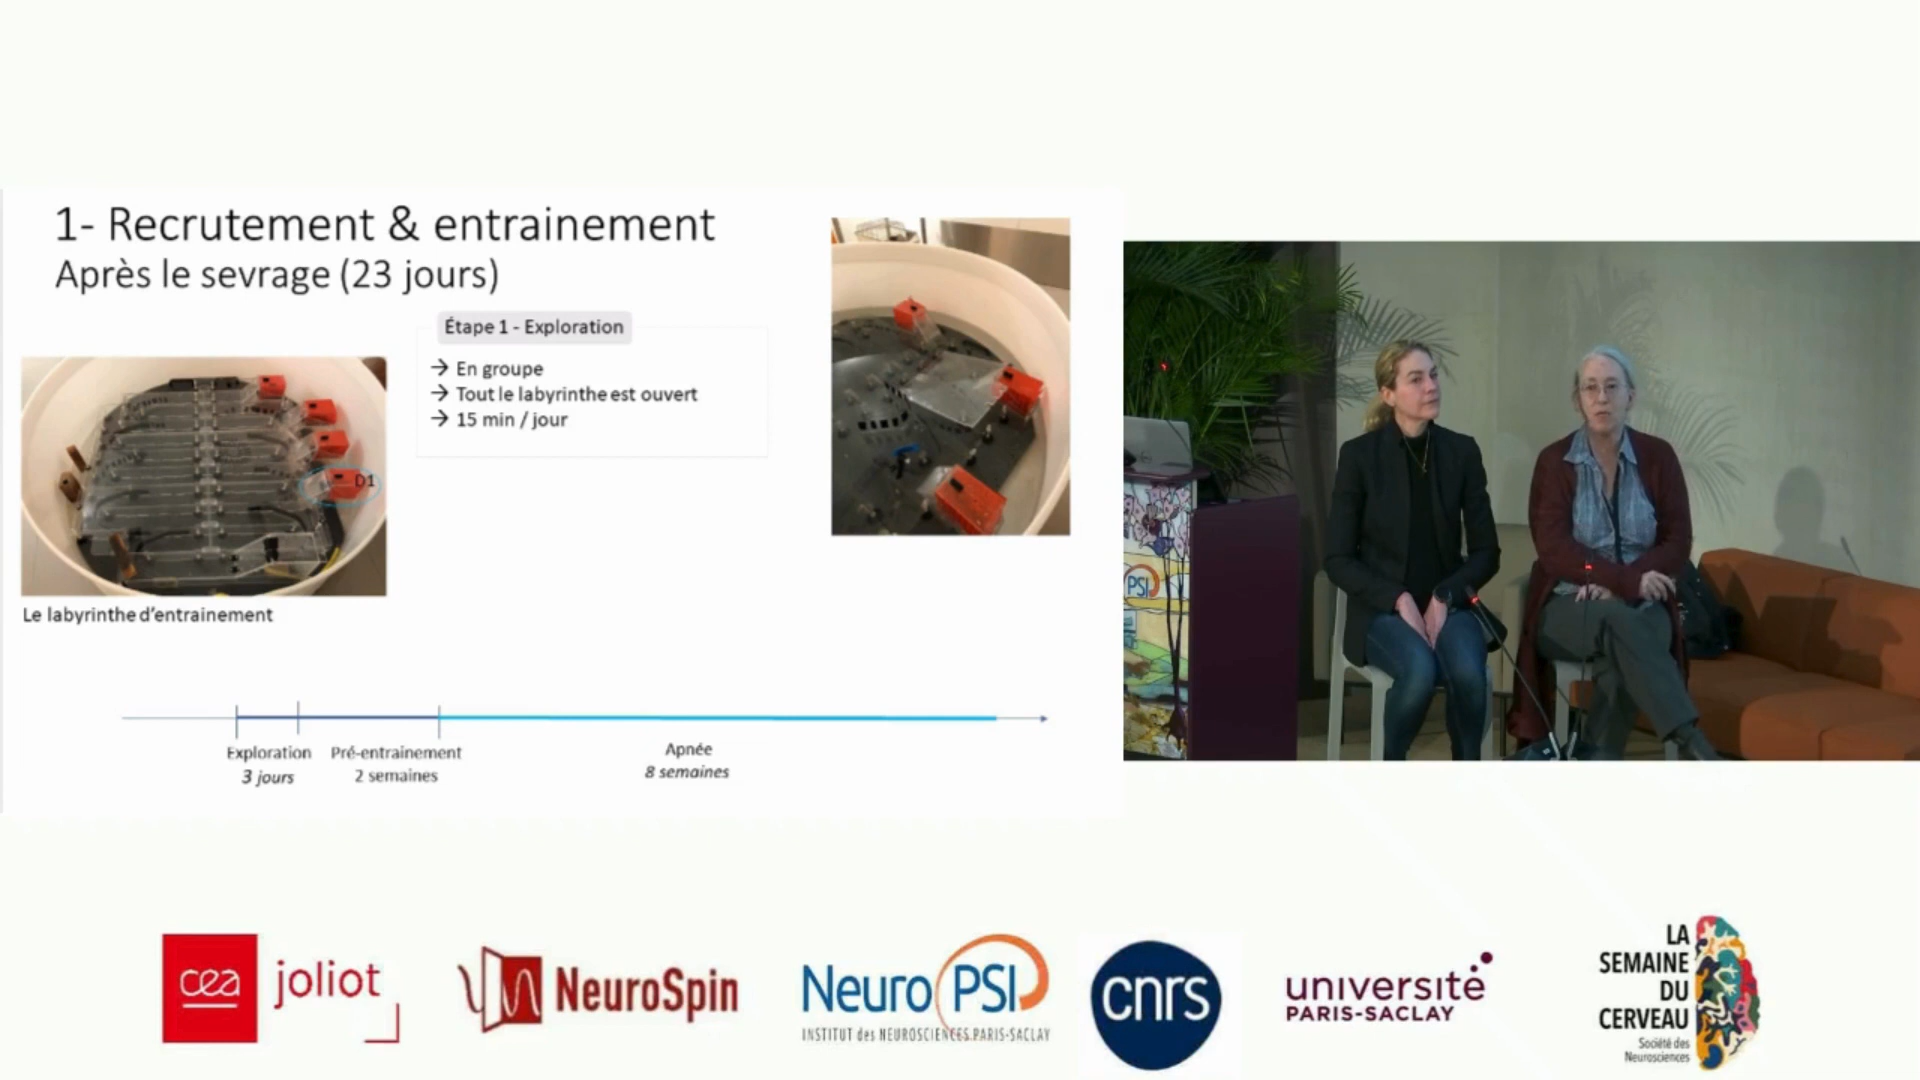 1- Recrutement & entrainement
Après le sevrage (23 jours)
Étape 1 - Exploration
→ En groupe
→ Tout le labyrinthe est ouvert
→ 15 min / jour
D1
Le labyrinthe d'entrainement
Exploration
3 jours
Pré-entrainement
2 semaines
Apnée
8 semaines
PSI
cea joliot
NeuroSpin
NeuroPSI
INSTITUT des NEUROSCIENCES PARIS-SACLAY
cnrs
université
PARIS-SACLAY
LA
SEMAINE
DU
CERVEAU
Société des
Neurosciences